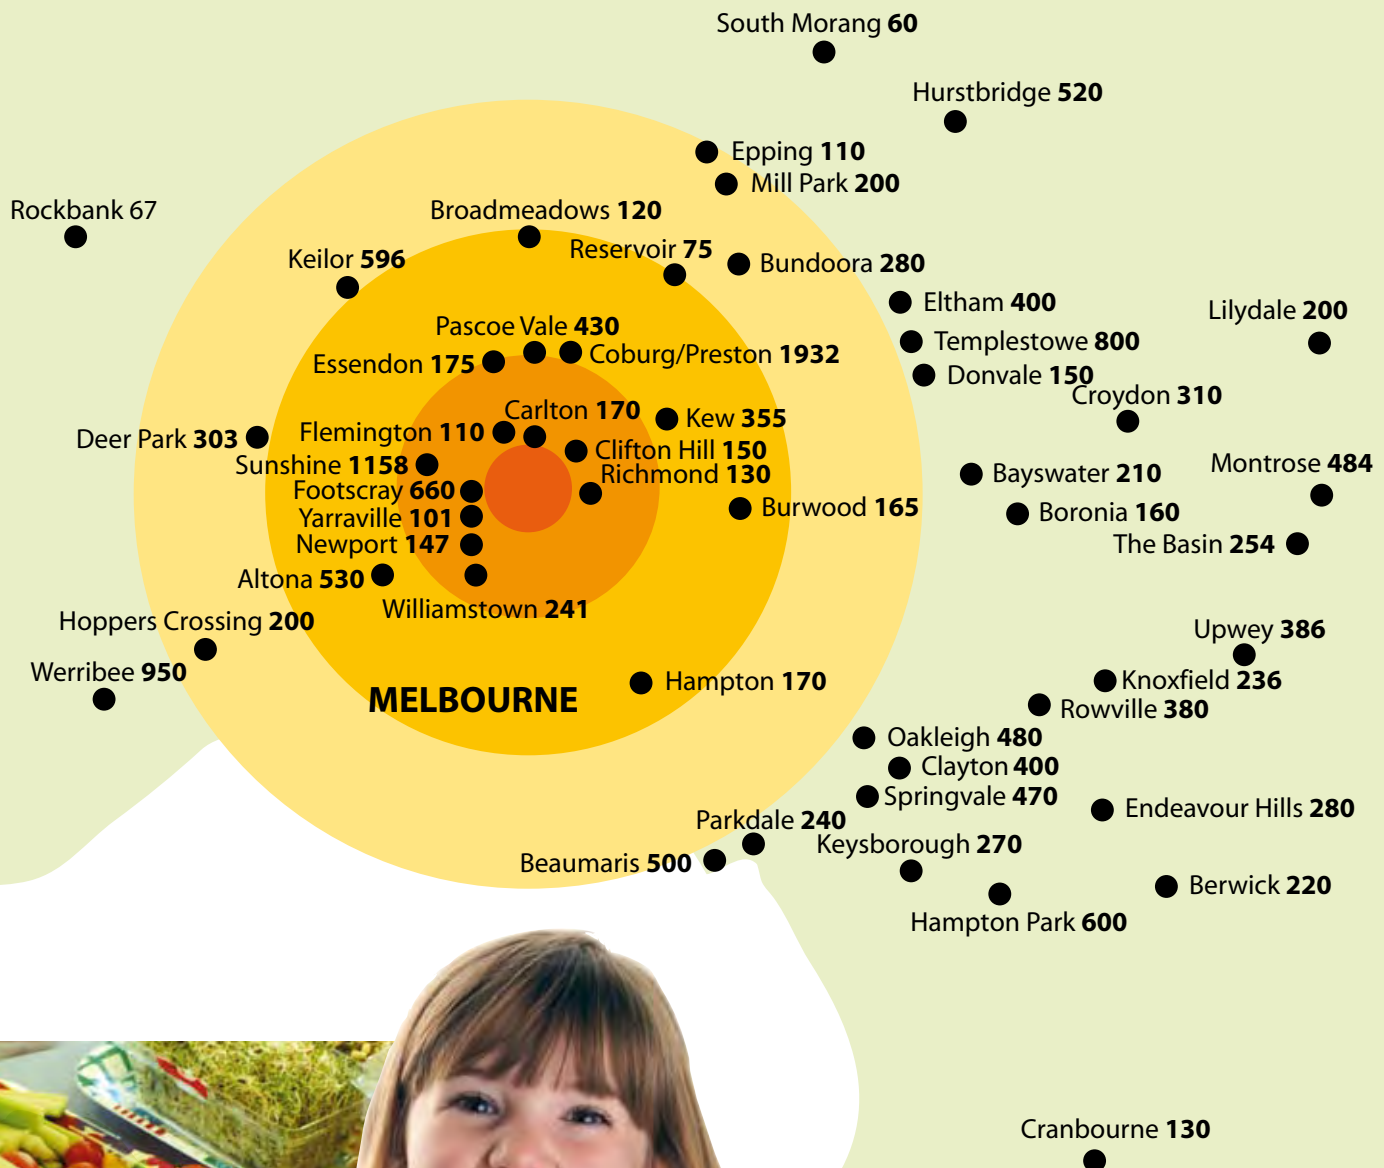 South Morang 60
Hurstbridge 520
Epping 110
Mill Park 200
Rockbank 67
Broadmeadows 120
Reservoir 75
Keilor 596
Bundoora 280
Eltham 400
Lilydale 200
Pascoe Vale 430
Templestowe 800
Coburg/Preston 1932
Essendon 175
Donvale 150
Croydon 310
Carlton 170
Kew 355
Flemington 110
Deer Park 303
Clifton Hill 150
Sunshine 1158
Montrose 484
Richmond 130
Bayswater 210
Footscray 660
Burwood 165
Boronia 160
Yarraville 101
Newport 147
The Basin 254
Altona 530
Williamstown 241
Hoppers Crossing 200
Upwey 386
Werribee 950
Knoxfield 236
Hampton 170
MELBOURNE
Rowville 380
Oakleigh 480
Clayton 400
Springvale 470
Endeavour Hills 280
Parkdale 240
Keysborough 270
Beaumaris 500
Berwick 220
Hampton Park 600
Cranbourne 130